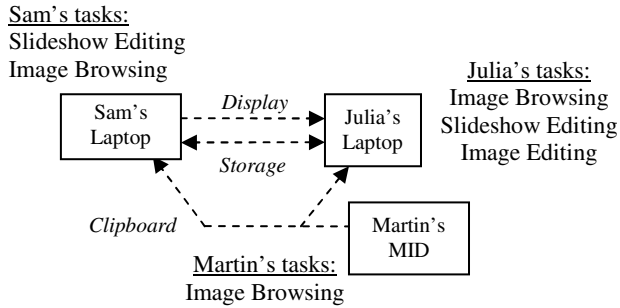 Sam's tasks:
Slideshow Editing
Image Browsing
Julia's tasks:
Image Browsing
Slideshow Editing
Image Editing
Sam's
Laptop
Display
Julia's
Laptop
Storage
Clipboard
Martin's
MID
Martin's tasks:
Image Browsing